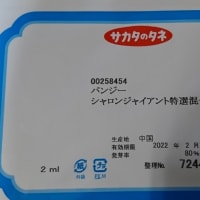 サカタのタネ
00258454
パンジー
シャロンジャイアント特選混
生産地 中国
有効期限 2022 年 2月
発芽率 80%
2 ml
整理No. 724